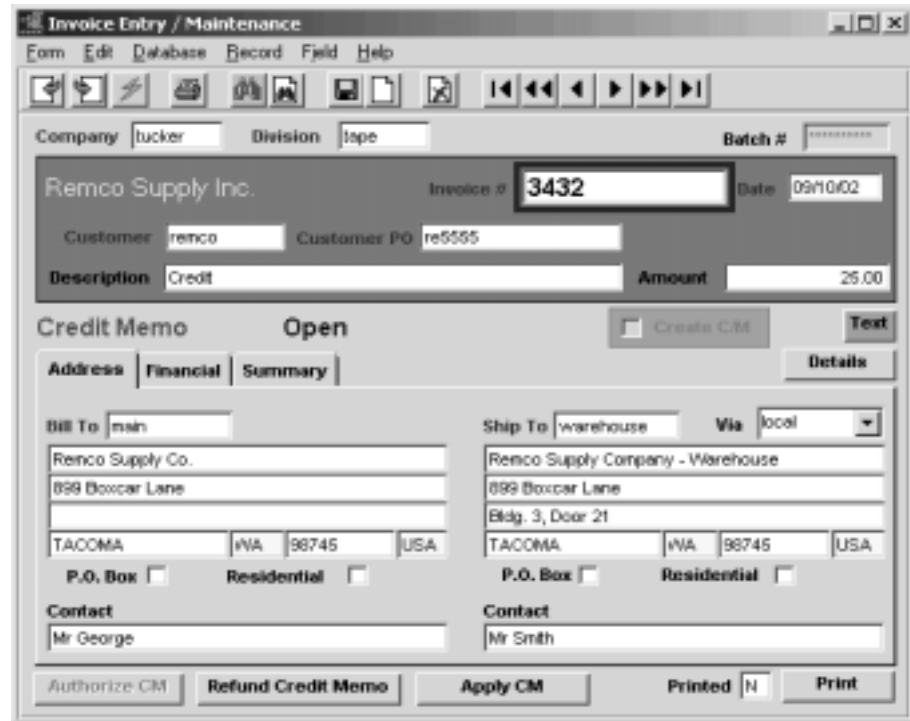 Invoice Entry / Maintenance
Form Edit Database Record Field Help
Company tucker Division tape Batch # **********
Remco Supply Inc. Invoice # 3432 Date 09/10/02
Customer remco Customer PO re5555
Description Credit Amount 25.00
Credit Memo Open Create C/M Text
Address Financial Summary Details
Bill To main Ship To warehouse Via local
Remco Supply Co. Remco Supply Company - Warehouse
899 Boxcar Lane 899 Boxcar Lane
Bldg. 3, Door 21
TACOMA WA 98745 USA TACOMA WA 98745 USA
P.O. Box Residential P.O. Box Residential
Contact Contact
Mr George Mr Smith
Authorize CM Refund Credit Memo Apply CM Printed N Print